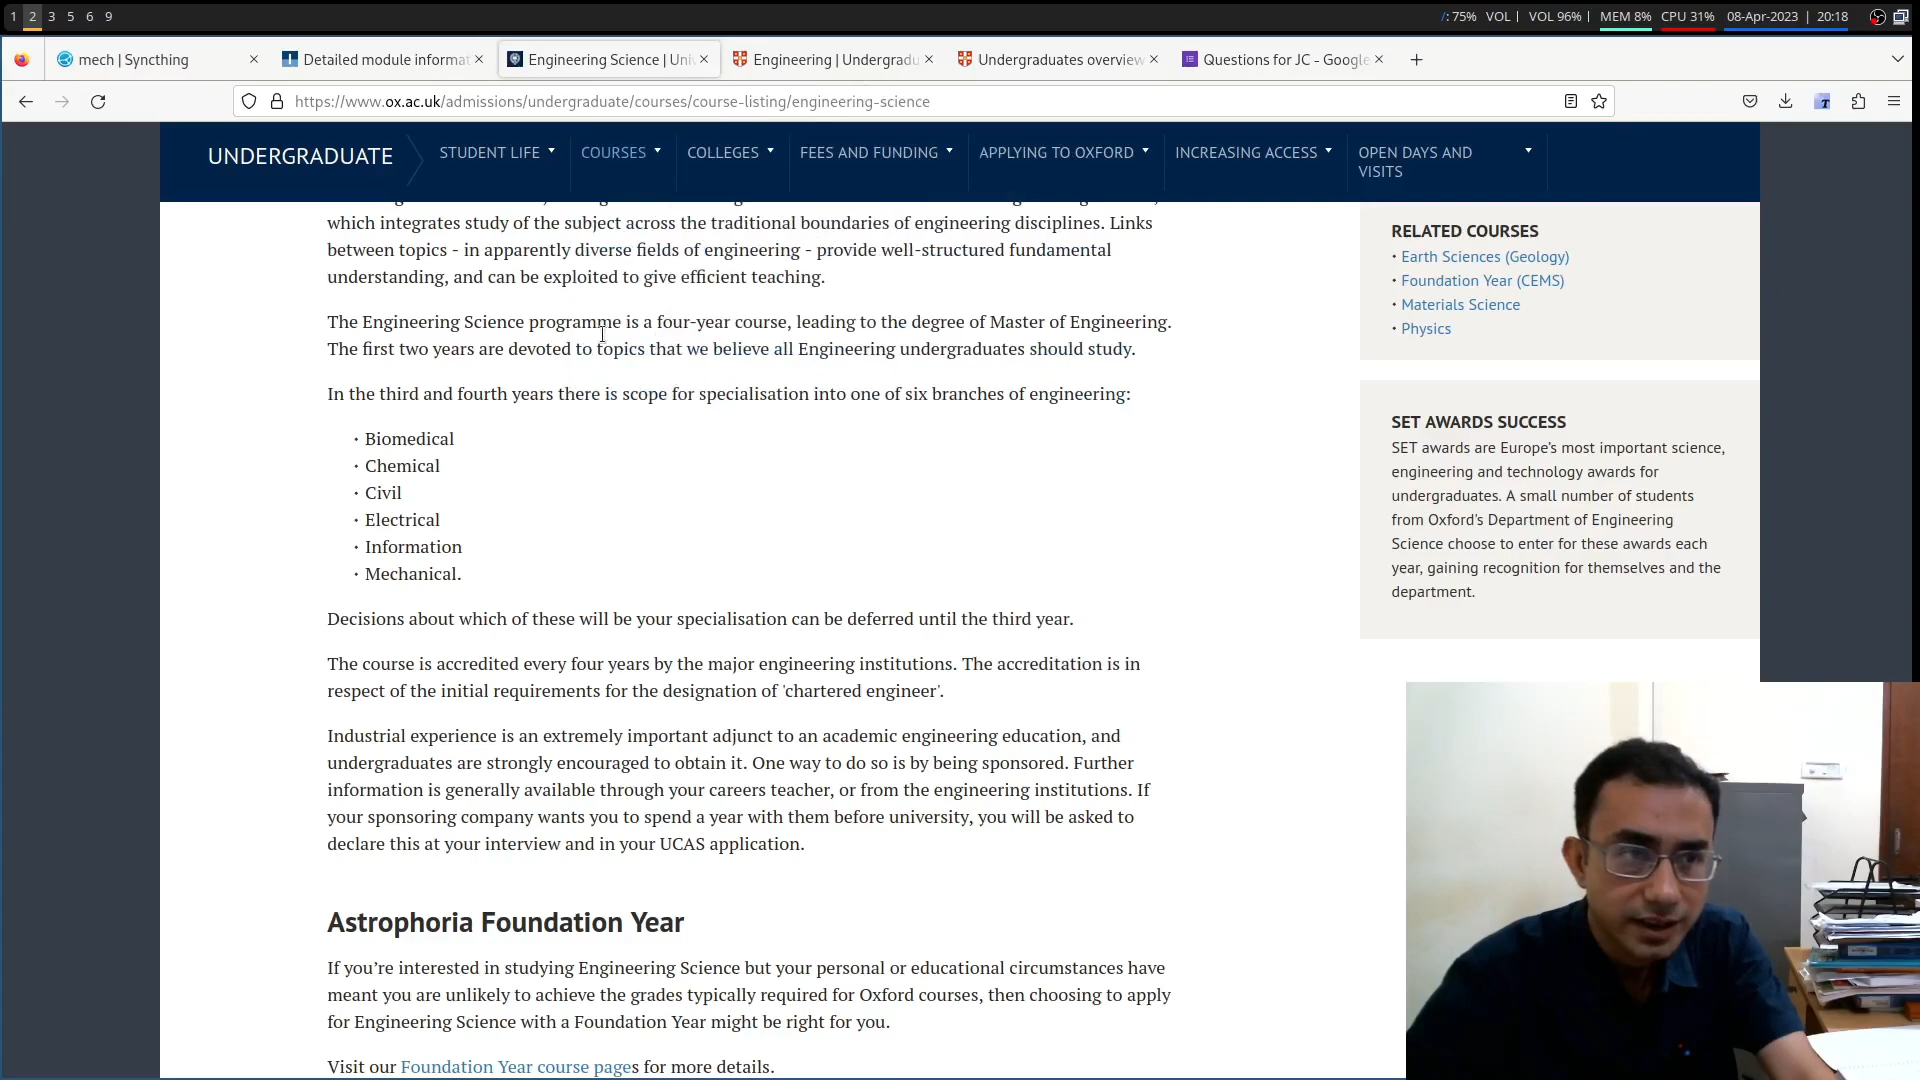 1 2 3 5 6 9
/: 75% VOL | VOL 96% | MEM 8% CPU 31% 08-Apr-2023 | 20:18
mech | Syncthing
Detailed module informat
Engineering Science | Univ
Engineering | Undergradu
Undergraduates overview
Questions for JC - Google
https://www.ox.ac.uk/admissions/undergraduate/courses/course-listing/engineering-science
UNDERGRADUATE
STUDENT LIFE
COURSES
COLLEGES
FEES AND FUNDING
APPLYING TO OXFORD
INCREASING ACCESS
OPEN DAYS AND
VISITS
which integrates study of the subject across the traditional boundaries of engineering disciplines. Links
between topics - in apparently diverse fields of engineering - provide well-structured fundamental
understanding, and can be exploited to give efficient teaching.
The Engineering Science programme is a four-year course, leading to the degree of Master of Engineering.
The first two years are devoted to topics that we believe all Engineering undergraduates should study.
In the third and fourth years there is scope for specialisation into one of six branches of engineering:
• Biomedical
• Chemical
• Civil
• Electrical
• Information
• Mechanical.
Decisions about which of these will be your specialisation can be deferred until the third year.
The course is accredited every four years by the major engineering institutions. The accreditation is in
respect of the initial requirements for the designation of 'chartered engineer'.
Industrial experience is an extremely important adjunct to an academic engineering education, and
undergraduates are strongly encouraged to obtain it. One way to do so is by being sponsored. Further
information is generally available through your careers teacher, or from the engineering institutions. If
your sponsoring company wants you to spend a year with them before university, you will be asked to
declare this at your interview and in your UCAS application.
Astrophoria Foundation Year
If you’re interested in studying Engineering Science but your personal or educational circumstances have
meant you are unlikely to achieve the grades typically required for Oxford courses, then choosing to apply
for Engineering Science with a Foundation Year might be right for you.
Visit our Foundation Year course pages for more details.
RELATED COURSES
• Earth Sciences (Geology)
• Foundation Year (CEMS)
• Materials Science
• Physics
SET AWARDS SUCCESS
SET awards are Europe's most important science,
engineering and technology awards for
undergraduates. A small number of students
from Oxford's Department of Engineering
Science choose to enter for these awards each
year, gaining recognition for themselves and the
department.